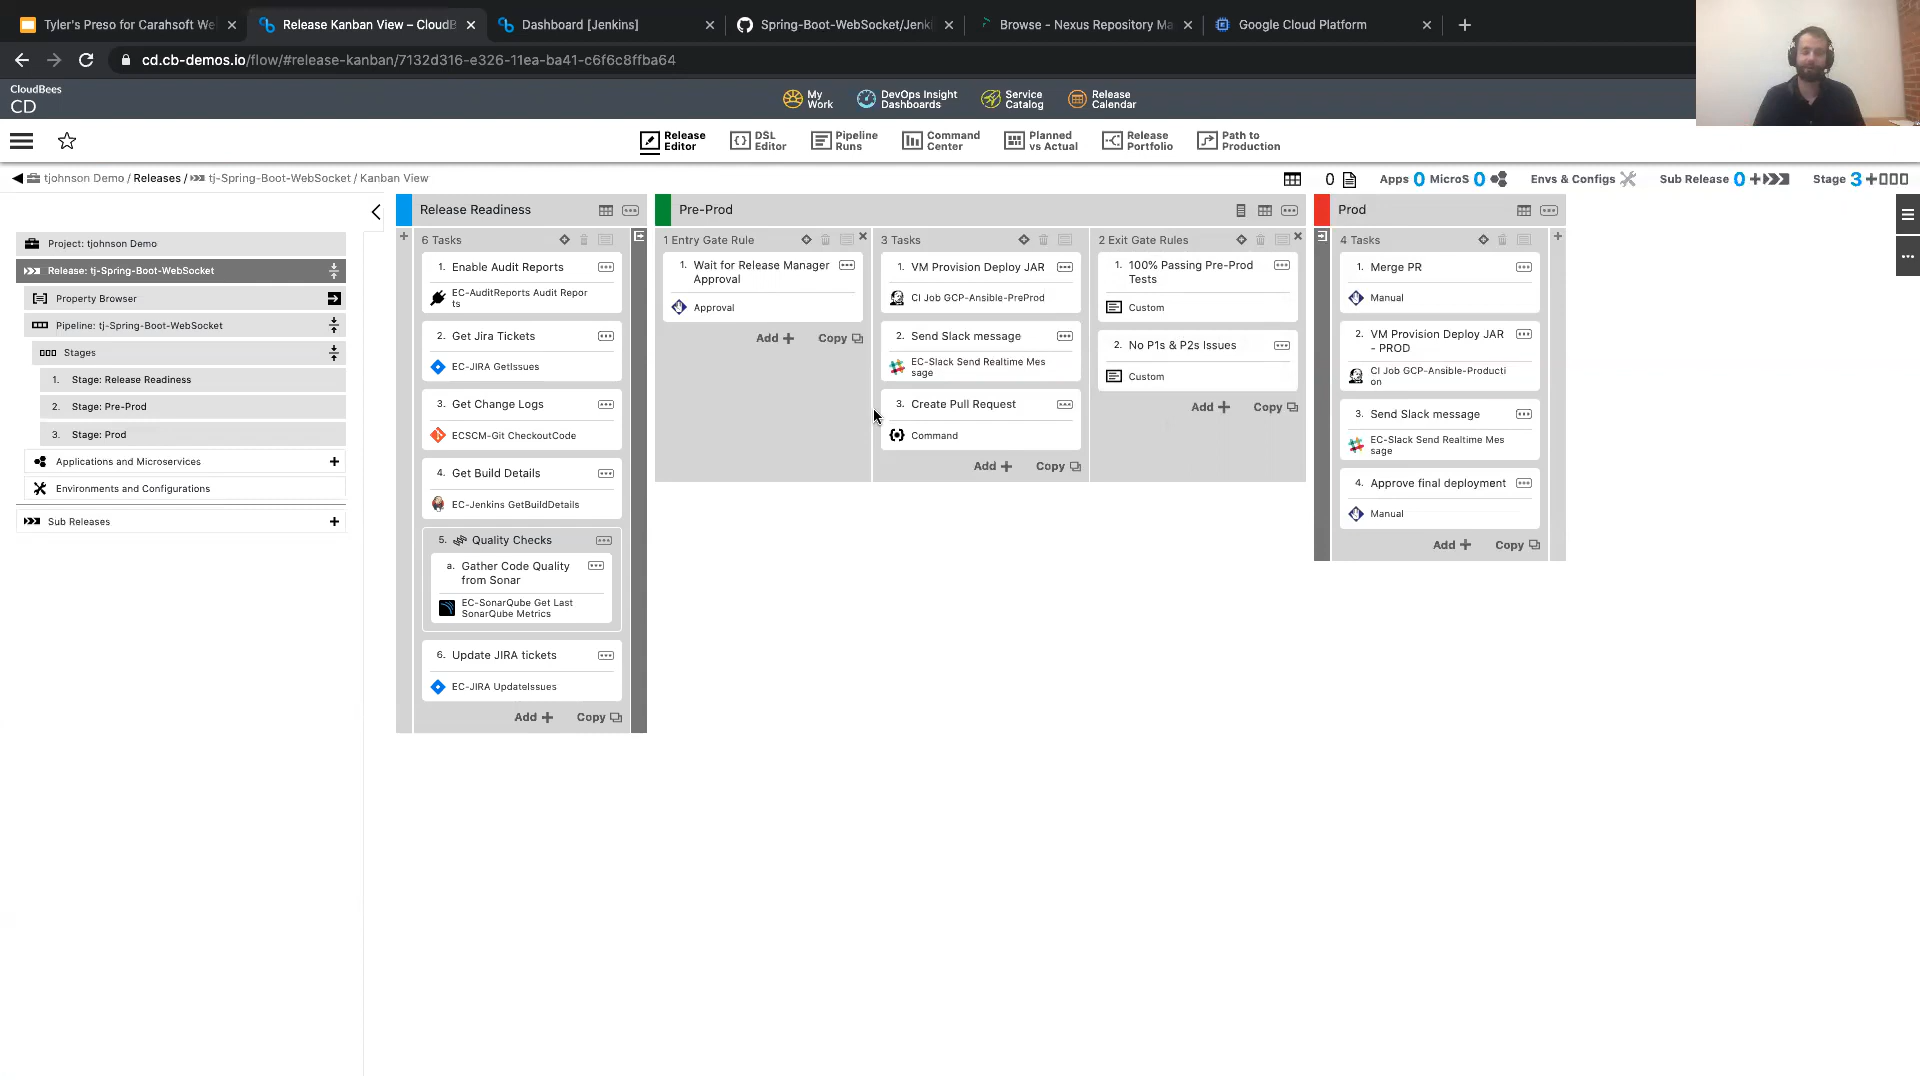 Tyler's Preso for Carahsoft We
Release Kanban View – CloudB
Dashboard [Jenkins]
Spring-Boot-WebSocket/Jenki
Browse - Nexus Repository Ma
Google Cloud Platform
cd.cb-demos.io/flow/#release-kanban/7132d316-e326-11ea-ba41-c6f6c8ffba64
CloudBees
CD
My
Work
DevOps Insight
Dashboards
Service
Catalog
Release
Calendar
Release
Editor
DSL
Editor
Pipeline
Runs
Command
Center
Planned
vs Actual
Release
Portfolio
Path to
Production
tjohnson Demo / Releases / tj-Spring-Boot-WebSocket / Kanban View
0
Apps 0 MicroS 0
Envs & Configs
Sub Release 0
Stage 3
Project: tjohnson Demo
Release: tj-Spring-Boot-WebSocket
Property Browser
Pipeline: tj-Spring-Boot-WebSocket
Stages
1. Stage: Release Readiness
2. Stage: Pre-Prod
3. Stage: Prod
Applications and Microservices
Environments and Configurations
Sub Releases
Release Readiness
6 Tasks
1. Enable Audit Reports
EC-AuditReports Audit Repor
ts
2. Get Jira Tickets
EC-JIRA GetIssues
3. Get Change Logs
ECSCM-Git CheckoutCode
4. Get Build Details
EC-Jenkins GetBuildDetails
5. Quality Checks
a. Gather Code Quality
from Sonar
EC-SonarQube Get Last
SonarQube Metrics
6. Update JIRA tickets
EC-JIRA UpdateIssues
Add
Copy
Pre-Prod
1 Entry Gate Rule
1. Wait for Release Manager
Approval
Approval
Add
Copy
3 Tasks
1. VM Provision Deploy JAR
CI Job GCP-Ansible-PreProd
2. Send Slack message
EC-Slack Send Realtime Mes
sage
3. Create Pull Request
Command
Add
Copy
2 Exit Gate Rules
1. 100% Passing Pre-Prod
Tests
Custom
2. No P1s & P2s Issues
Custom
Add
Copy
Prod
4 Tasks
1. Merge PR
Manual
2. VM Provision Deploy JAR
- PROD
CI Job GCP-Ansible-Producti
on
3. Send Slack message
EC-Slack Send Realtime Mes
sage
4. Approve final deployment
Manual
Add
Copy